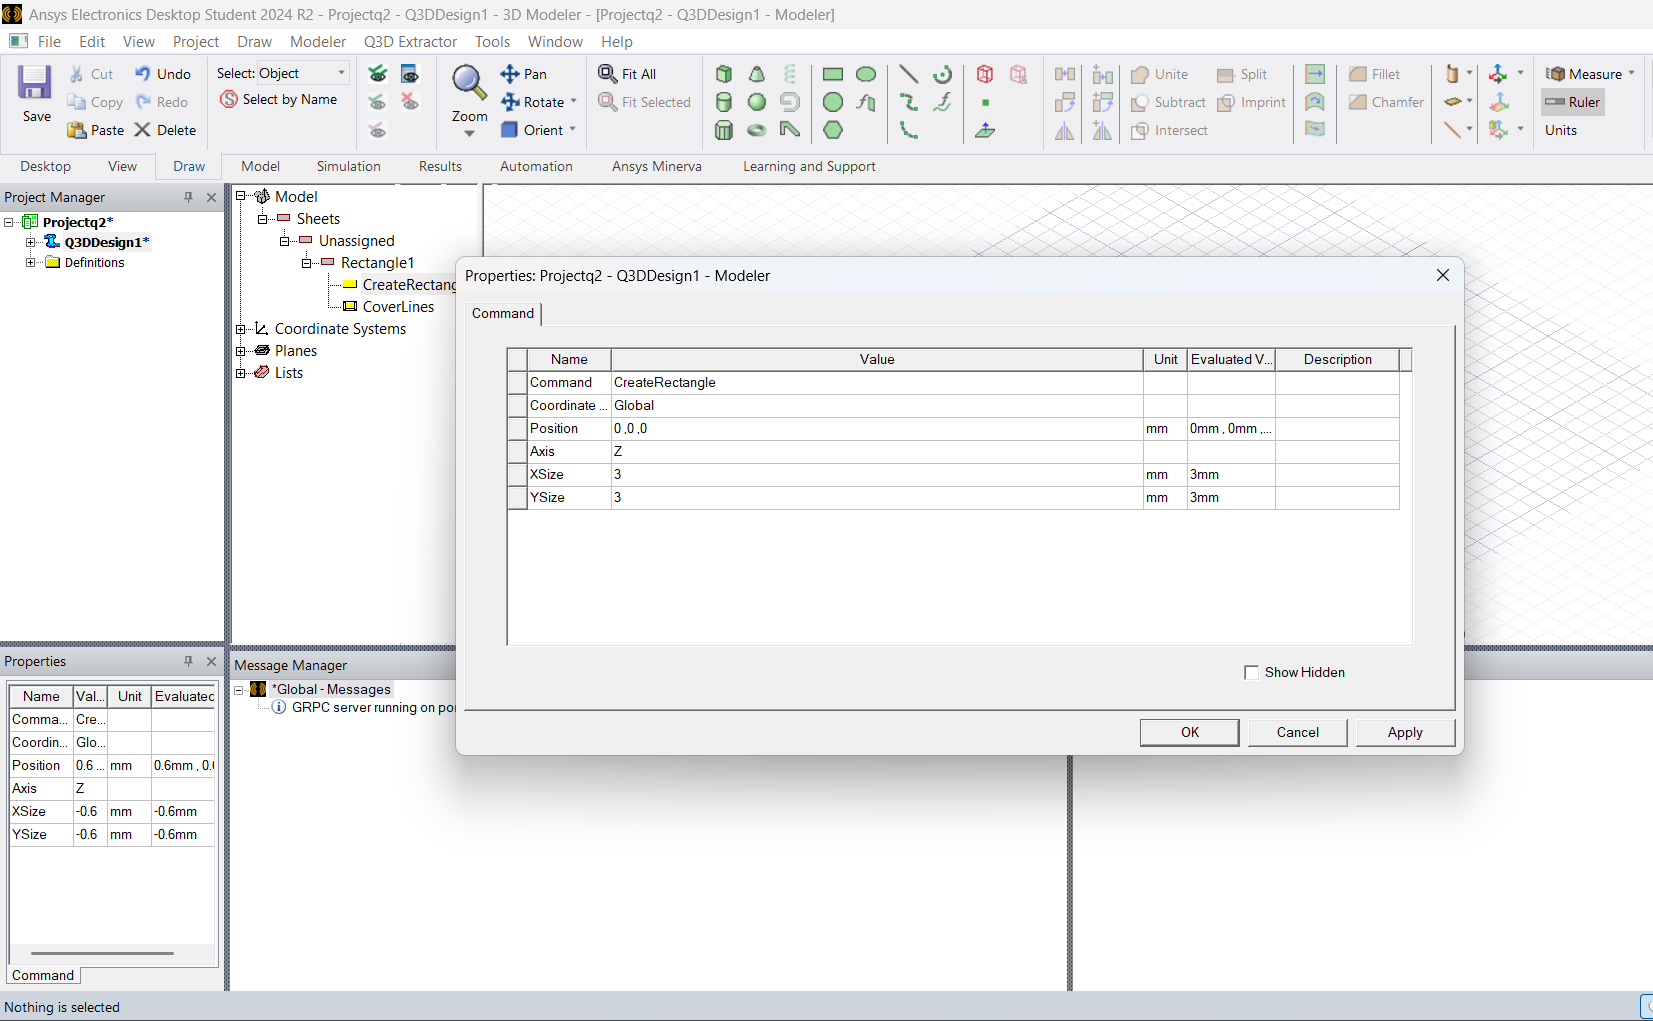 Ansys Electronics Desktop Student 2024 R2 - Projectq2 - Q3DDesign1 - 3D Modeler - [Projectq2 - Q3DDesign1 - Modeler]
File Edit View Project Draw Modeler Q3D Extractor Tools Window Help
Save
Cut
Copy
Paste
Undo
Redo
Delete
Select: Object
Select by Name
Zoom
Pan
Rotate
Orient
Fit All
Fit Selected
Unite
Subtract
Intersect
Split
Imprint
Fillet
Chamfer
Measure
Ruler
Units
Desktop View Draw Model Simulation Results Automation Ansys Minerva Learning and Support
Project Manager
Projectq2*
Q3DDesign1*
Definitions
Model
Sheets
Unassigned
Rectangle1
CreateRectang
CoverLines
Coordinate Systems
Planes
Lists
Properties: Projectq2 - Q3DDesign1 - Modeler
Command
Name Value Unit Evaluated V... Description
Command CreateRectangle
Coordinate ... Global
Position 0 ,0 ,0 mm 0mm , 0mm ,...
Axis Z
XSize 3 mm 3mm
YSize 3 mm 3mm
Show Hidden
OK Cancel Apply
Properties
Name Val... Unit Evaluated
Comma... Cre...
Coordin... Glo...
Position 0.6 ... mm 0.6mm , 0.6
Axis Z
XSize -0.6 mm -0.6mm
YSize -0.6 mm -0.6mm
Command
Message Manager
*Global - Messages
GRPC server running on por
Nothing is selected